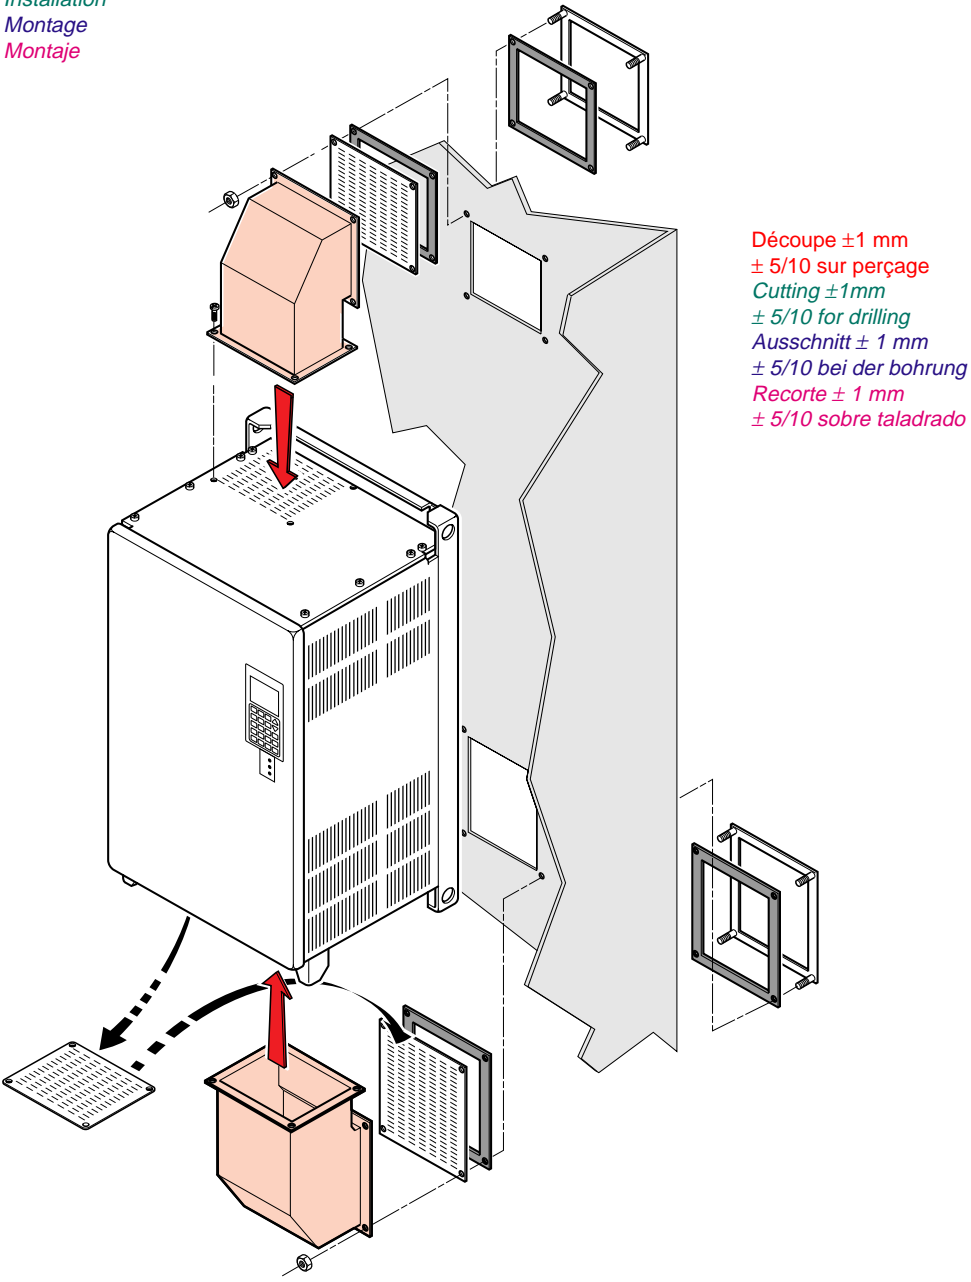 Installation
Montage
Montaje
Découpe ±1 mm
± 5/10 sur perçage
Cutting ±1mm
± 5/10 for drilling
Ausschnitt ± 1 mm
± 5/10 bei der bohrung
Recorte ± 1 mm
± 5/10 sobre taladrado